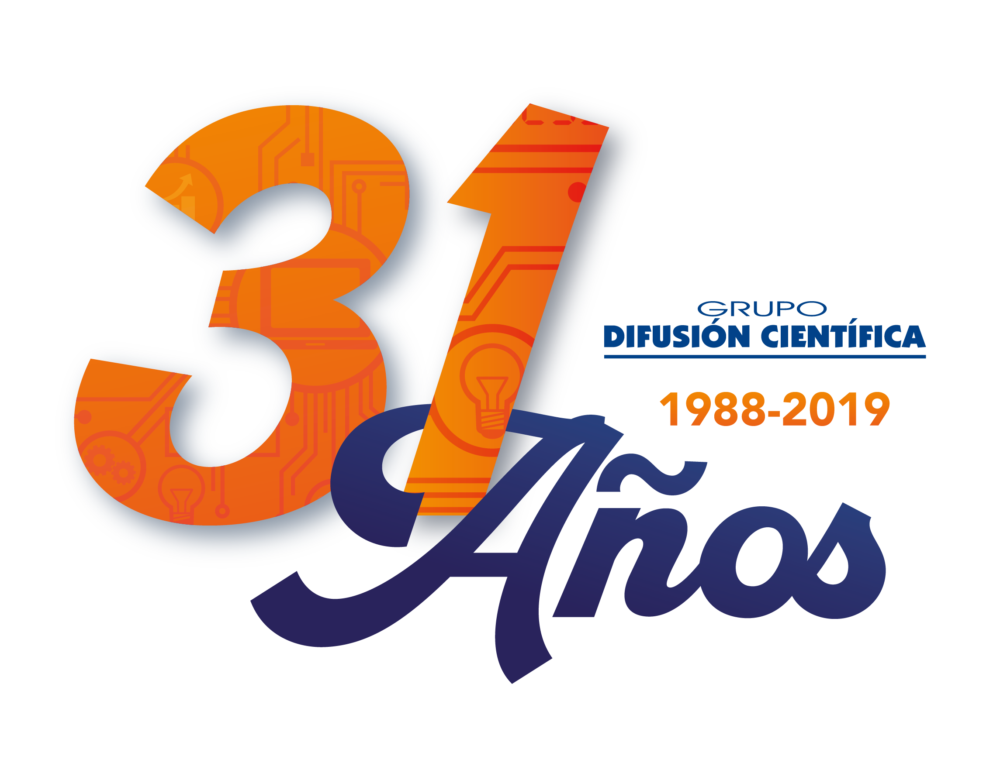 31
GRUPO
DIFUSIÓN CIENTÍFICA
1988-2019
Años